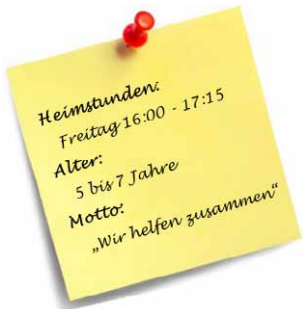 Heimstunden:
Freitag 16:00 - 17:15
Alter:
5 bis 7 Jahre
Motto:
„Wir helfen zusammen“